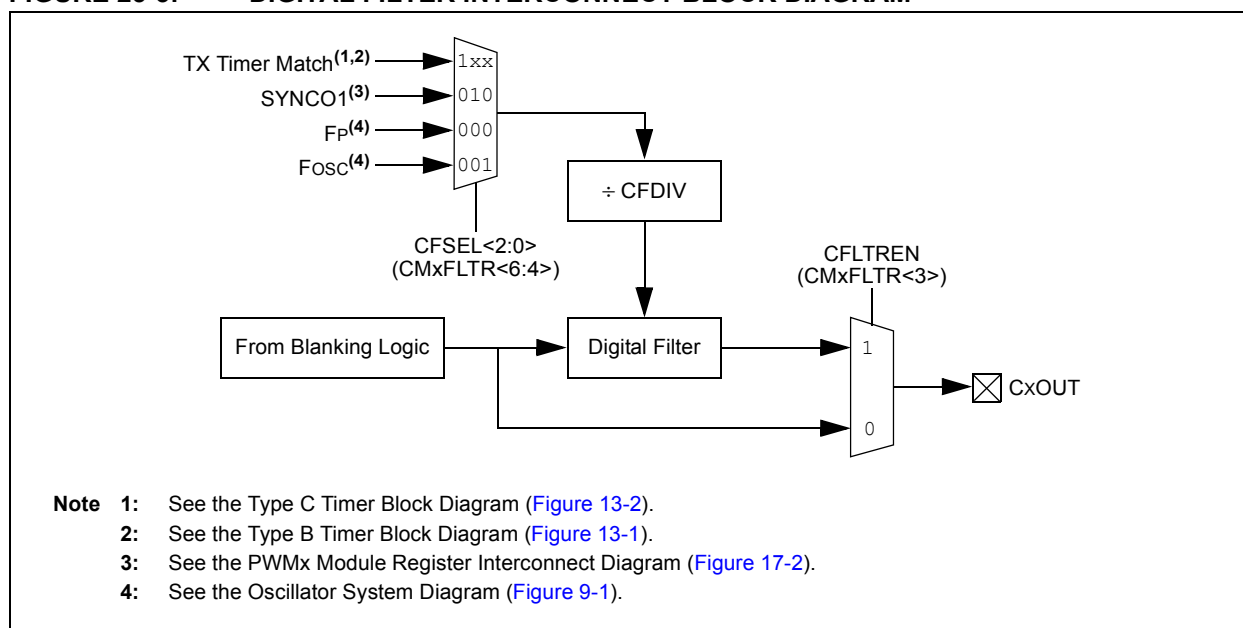 TX Timer Match(1,2)
SYNCO1(3)
FP(4)
FOSC(4)
1xx
010
000
001
÷ CFDIV
CFSEL<2:0>
(CMxFLTR<6:4>)
CFLTREN
(CMxFLTR<3>)
From Blanking Logic
Digital Filter
1
0
CxOUT
Note 1: See the Type C Timer Block Diagram (Figure 13-2).
2: See the Type B Timer Block Diagram (Figure 13-1).
3: See the PWMx Module Register Interconnect Diagram (Figure 17-2).
4: See the Oscillator System Diagram (Figure 9-1).